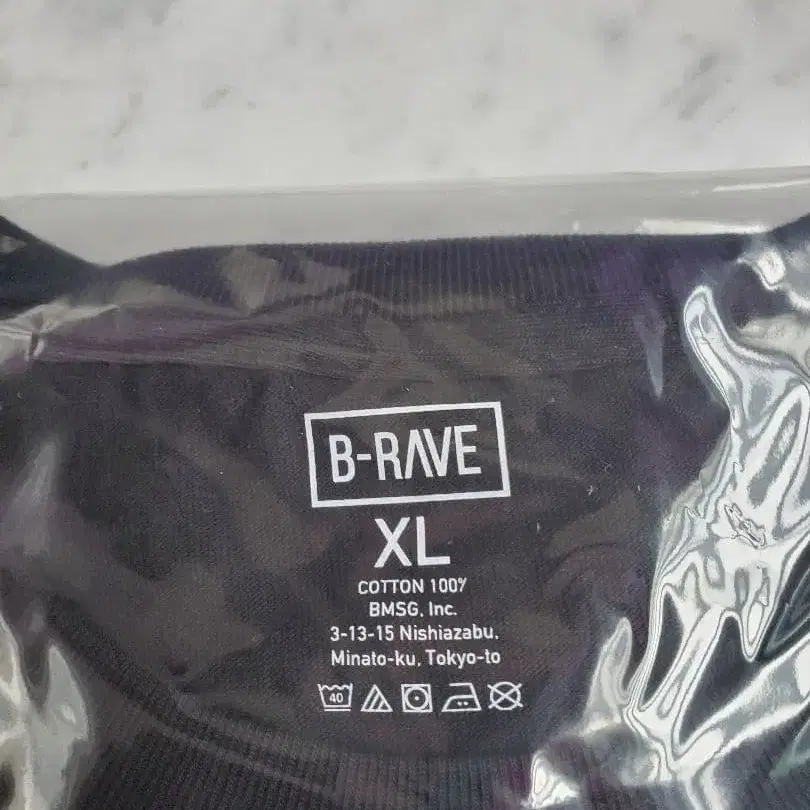 B-RAVE
XL
COTTON 100%
BMSG, Inc.
3-13-15 Nishiazabu,
Minato-ku, Tokyo-to
40